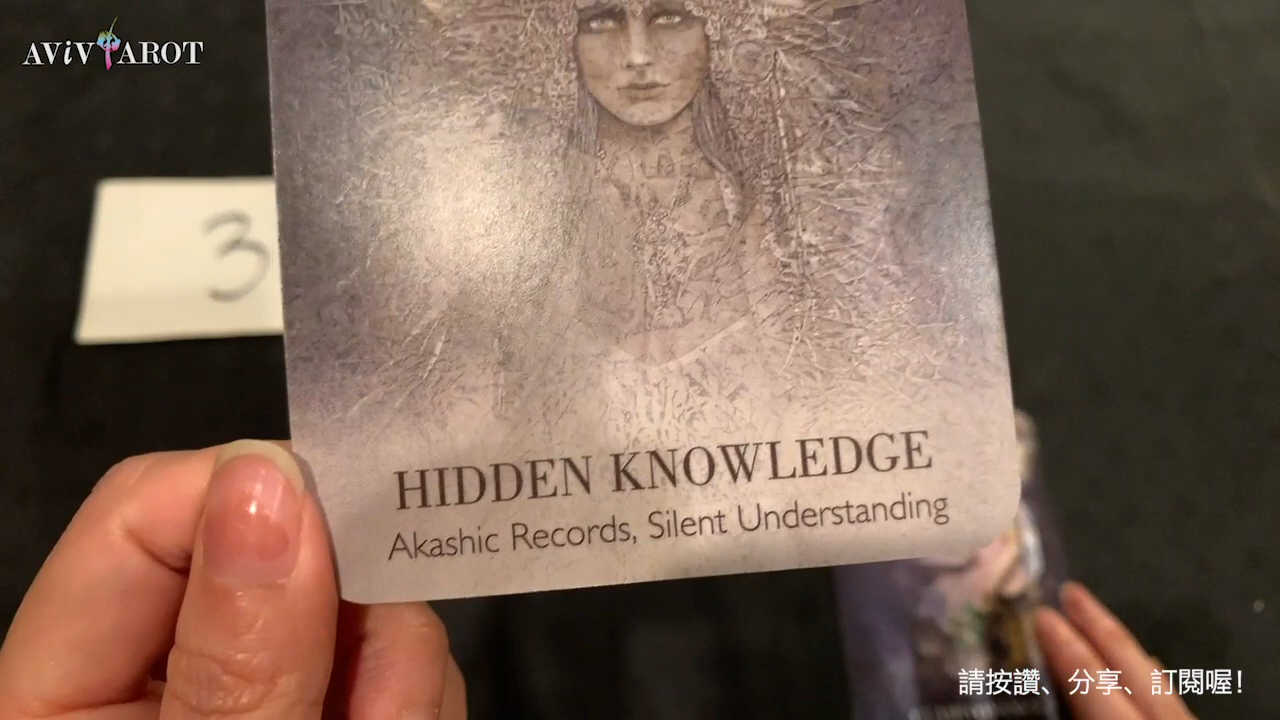 AViVTAROT
3
HIDDEN KNOWLEDGE
Akashic Records, Silent Understanding
請按讚、分享、訂閱喔!